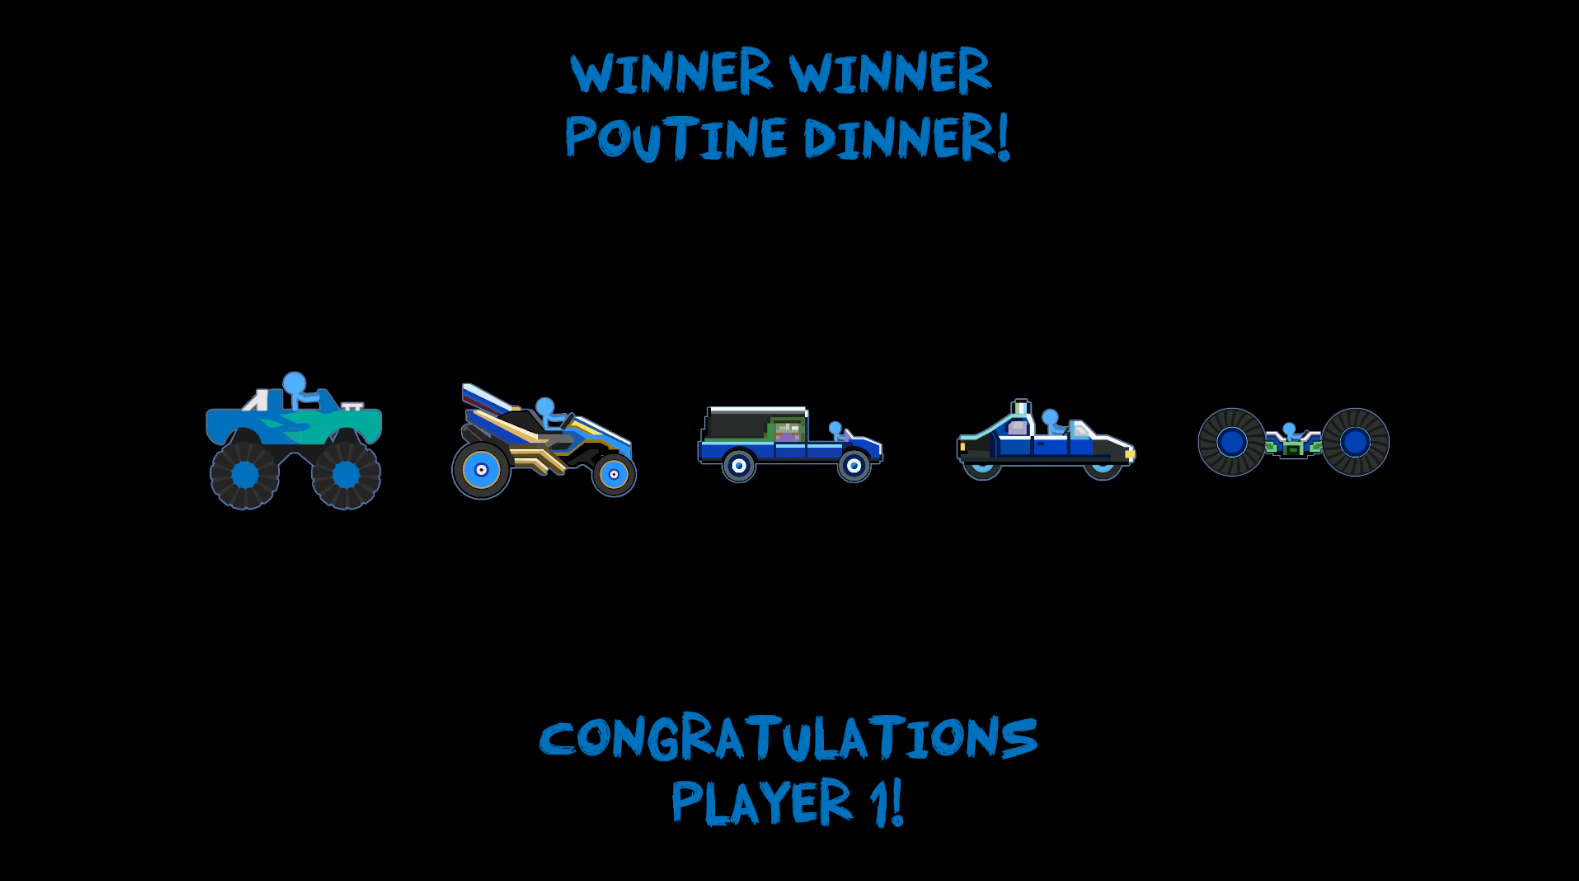 WINNER WINNER
POUTINE DINNER!
CONGRATULATIONS
PLAYER 1!